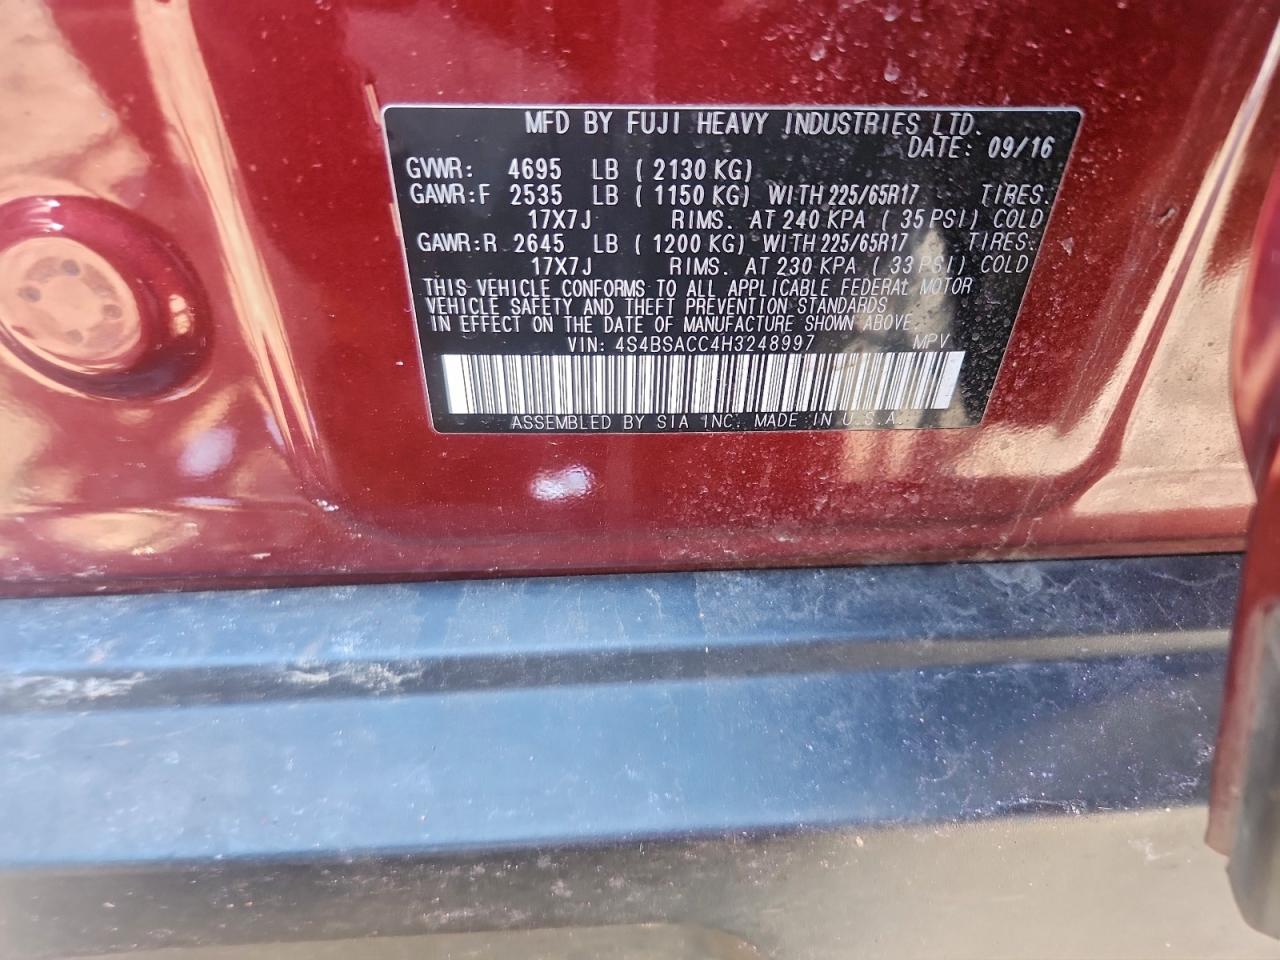 MFD BY FUJI HEAVY INDUSTRIES LTD.
DATE: 09/16
GVWR: 4695 LB ( 2130 KG)
GAWR:F 2535 LB ( 1150 KG) WITH 225/65R17 TIRES.
17X7J RIMS. AT 240 KPA ( 35 PSI) COLD
GAWR:R 2645 LB ( 1200 KG) WITH 225/65R17 TIRES.
17X7J RIMS. AT 230 KPA ( 33 PSI) COLD
THIS VEHICLE CONFORMS TO ALL APPLICABLE FEDERAL MOTOR
VEHICLE SAFETY AND THEFT PREVENTION STANDARDS
IN EFFECT ON THE DATE OF MANUFACTURE SHOWN ABOVE.
VIN: 4S4BSACC4H3248997 MPV
ASSEMBLED BY SIA INC. MADE IN U.S.A.